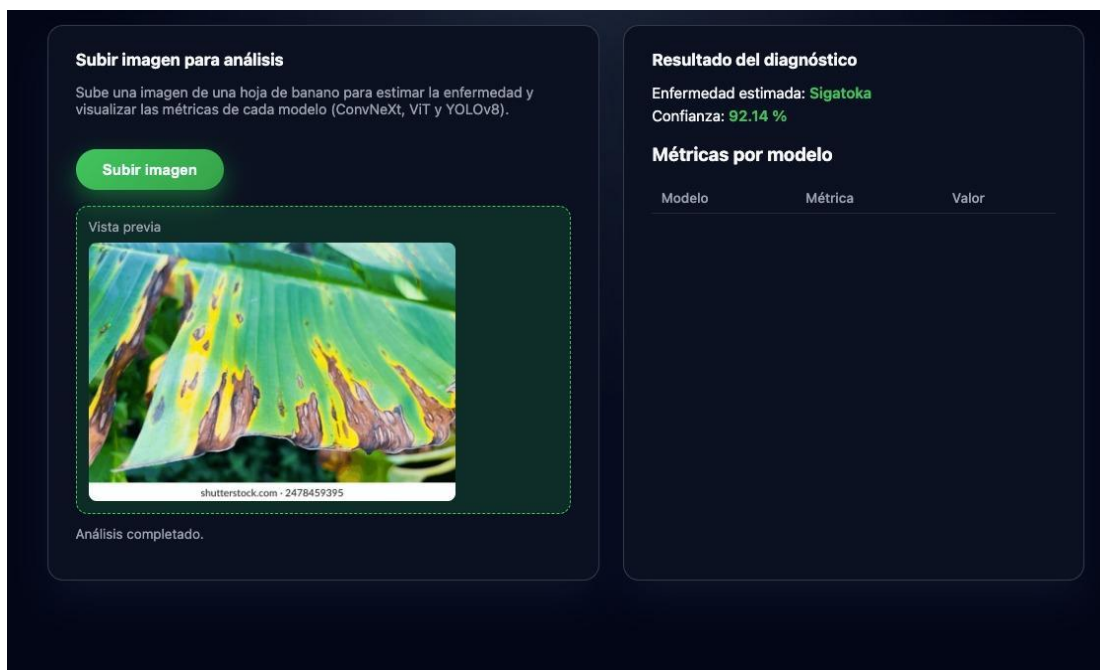 Subir imagen para análisis
Sube una imagen de una hoja de banano para estimar la enfermedad y
visualizar las métricas de cada modelo (ConvNeXt, ViT y YOLOv8).
Subir imagen
Vista previa
shutterstock.com · 2478459395
Análisis completado.
Resultado del diagnóstico
Enfermedad estimada: Sigatoka
Confianza: 92.14 %
Métricas por modelo
Modelo Métrica Valor